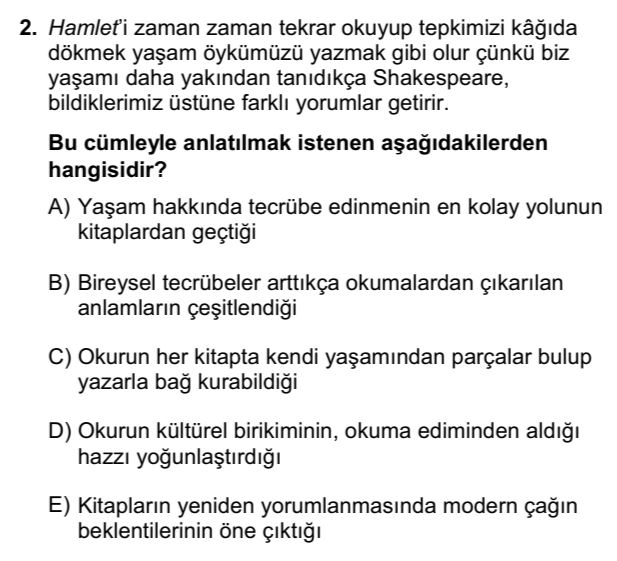 2. Hamlet'i zaman zaman tekrar okuyup tepkimizi kâğıda
dökmek yaşam öykümüzü yazmak gibi olur çünkü biz
yaşamı daha yakından tanıdıkça Shakespeare,
bildiklerimiz üstüne farklı yorumlar getirir.
Bu cümleyle anlatılmak istenen aşağıdakilerden
hangisidir?
A) Yaşam hakkında tecrübe edinmenin en kolay yolunun
kitaplardan geçtiği
B) Bireysel tecrübeler arttıkça okumalardan çıkarılan
anlamların çeşitlendiği
C) Okurun her kitapta kendi yaşamından parçalar bulup
yazarla bağ kurabildiği
D) Okurun kültürel birikiminin, okuma ediminden aldığı
hazzı yoğunlaştırdığı
E) Kitapların yeniden yorumlanmasında modern çağın
beklentilerinin öne çıktığı